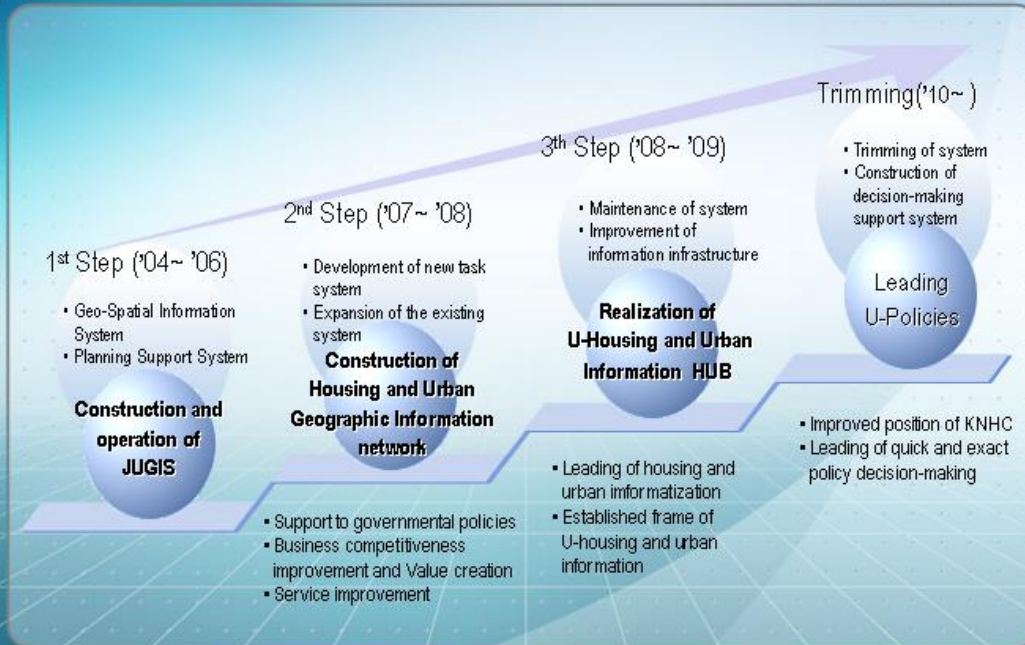 1st Step ('04~ '06)
• Geo-Spatial Information
System
• Planning Support System
Construction and
operation of
JUGIS
2nd Step ('07~ '08)
• Development of new task
system
• Expansion of the existing
system
Construction of
Housing and Urban
Geographic Information
network
▪ Support to governmental policies
▪ Business competitiveness
improvement and Value creation
▪ Service improvement
3th Step ('08~ '09)
• Maintenance of system
• Improvement of
information infrastructure
Realization of
U-Housing and Urban
Information HUB
▪ Leading of housing and
urban imformatization
▪ Established frame of
U-housing and urban
information
Trimming('10~ )
• Trimming of system
• Construction of
decision-making
support system
Leading
U-Policies
▪ Improved position of KNHC
▪ Leading of quick and exact
policy decision-making